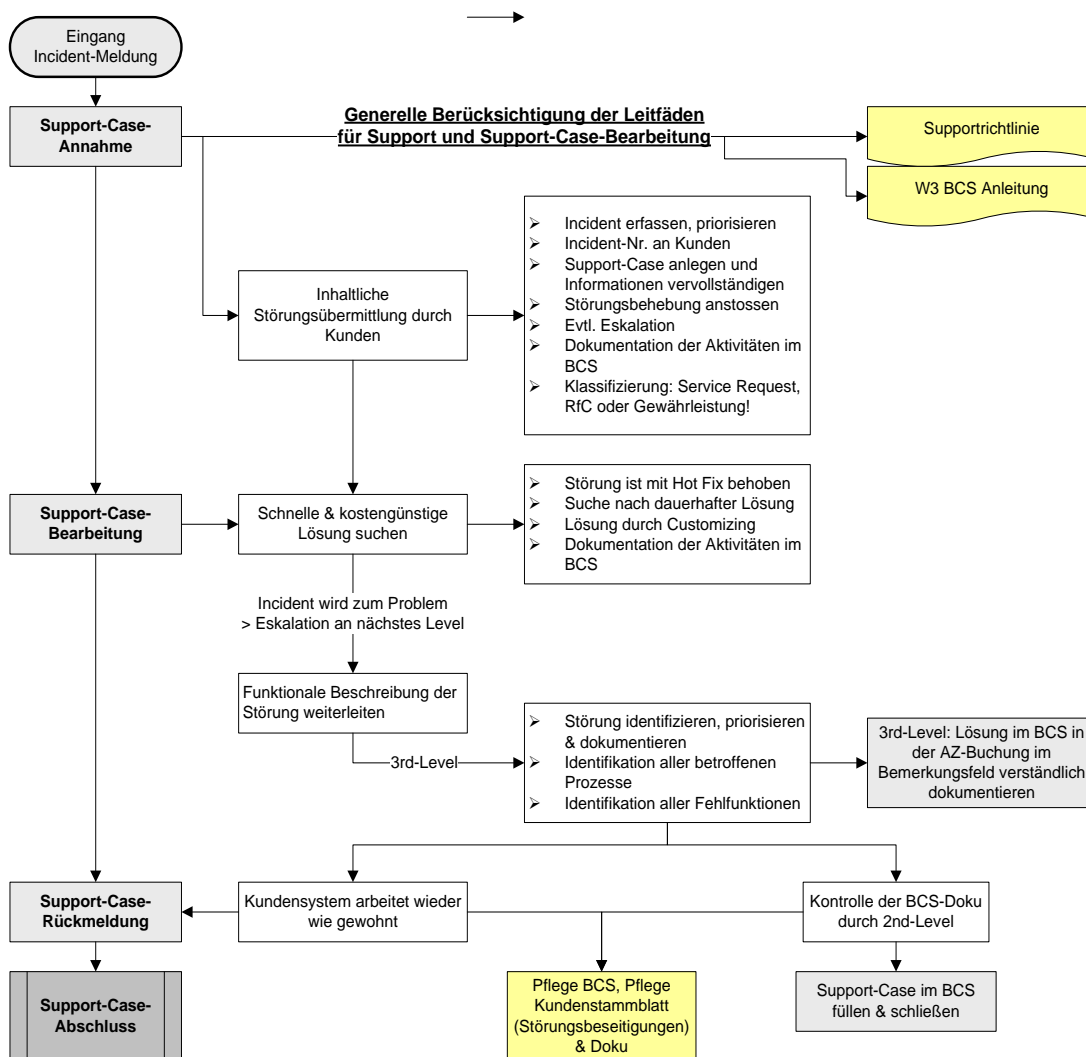 Eingang
Incident-Meldung
Support-Case-
Annahme
Generelle Berücksichtigung der Leitfäden
für Support und Support-Case-Bearbeitung
Supportrichtlinie
W3 BCS Anleitung
Inhaltliche
Störungsübermittlung durch
Kunden
Incident erfassen, priorisieren
Incident-Nr. an Kunden
Support-Case anlegen und
Informationen vervollständigen
Störungsbehebung anstossen
Evtl. Eskalation
Dokumentation der Aktivitäten im
BCS
Klassifizierung: Service Request,
RfC oder Gewährleistung!
Support-Case-
Bearbeitung
Schnelle & kostengünstige
Lösung suchen
Störung ist mit Hot Fix behoben
Suche nach dauerhafter Lösung
Lösung durch Customizing
Dokumentation der Aktivitäten im
BCS
Incident wird zum Problem
> Eskalation an nächstes Level
Funktionale Beschreibung der
Störung weiterleiten
3rd-Level
Störung identifizieren, priorisieren
& dokumentieren
Identifikation aller betroffenen
Prozesse
Identifikation aller Fehlfunktionen
3rd-Level: Lösung im BCS in
der AZ-Buchung im
Bemerkungsfeld verständlich
dokumentieren
Support-Case-
Rückmeldung
Kundensystem arbeitet wieder
wie gewohnt
Kontrolle der BCS-Doku
durch 2nd-Level
Support-Case-
Abschluss
Pflege BCS, Pflege
Kundenstammblatt
(Störungsbeseitigungen)
& Doku
Support-Case im BCS
füllen & schließen